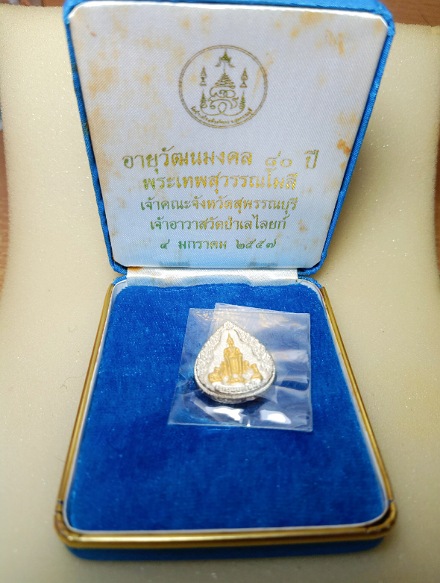 อายุวัฒนมงคล ๘๐ ปี
พระเทพสุวรรณโมลี
เจ้าคณะจังหวัดสุพรรณบุรี
เจ้าอาวาสวัดป่าเลไลยก์
๔ มกราคม ๒๕๔๗